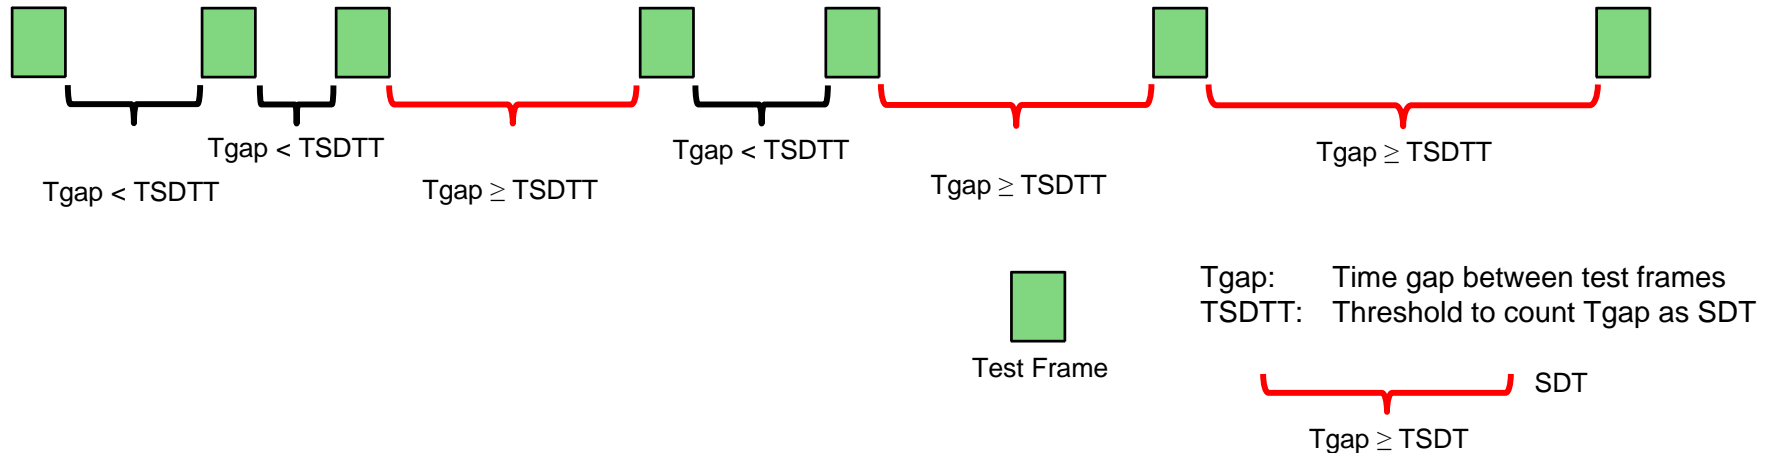 Tgap < TSDTT
Tgap < TSDTT
Tgap ≥ TSDTT
Tgap < TSDTT
Tgap ≥ TSDTT
Tgap ≥ TSDTT
Test Frame
Tgap: Time gap between test frames
TSDTT: Threshold to count Tgap as SDT
SDT
Tgap ≥ TSDT